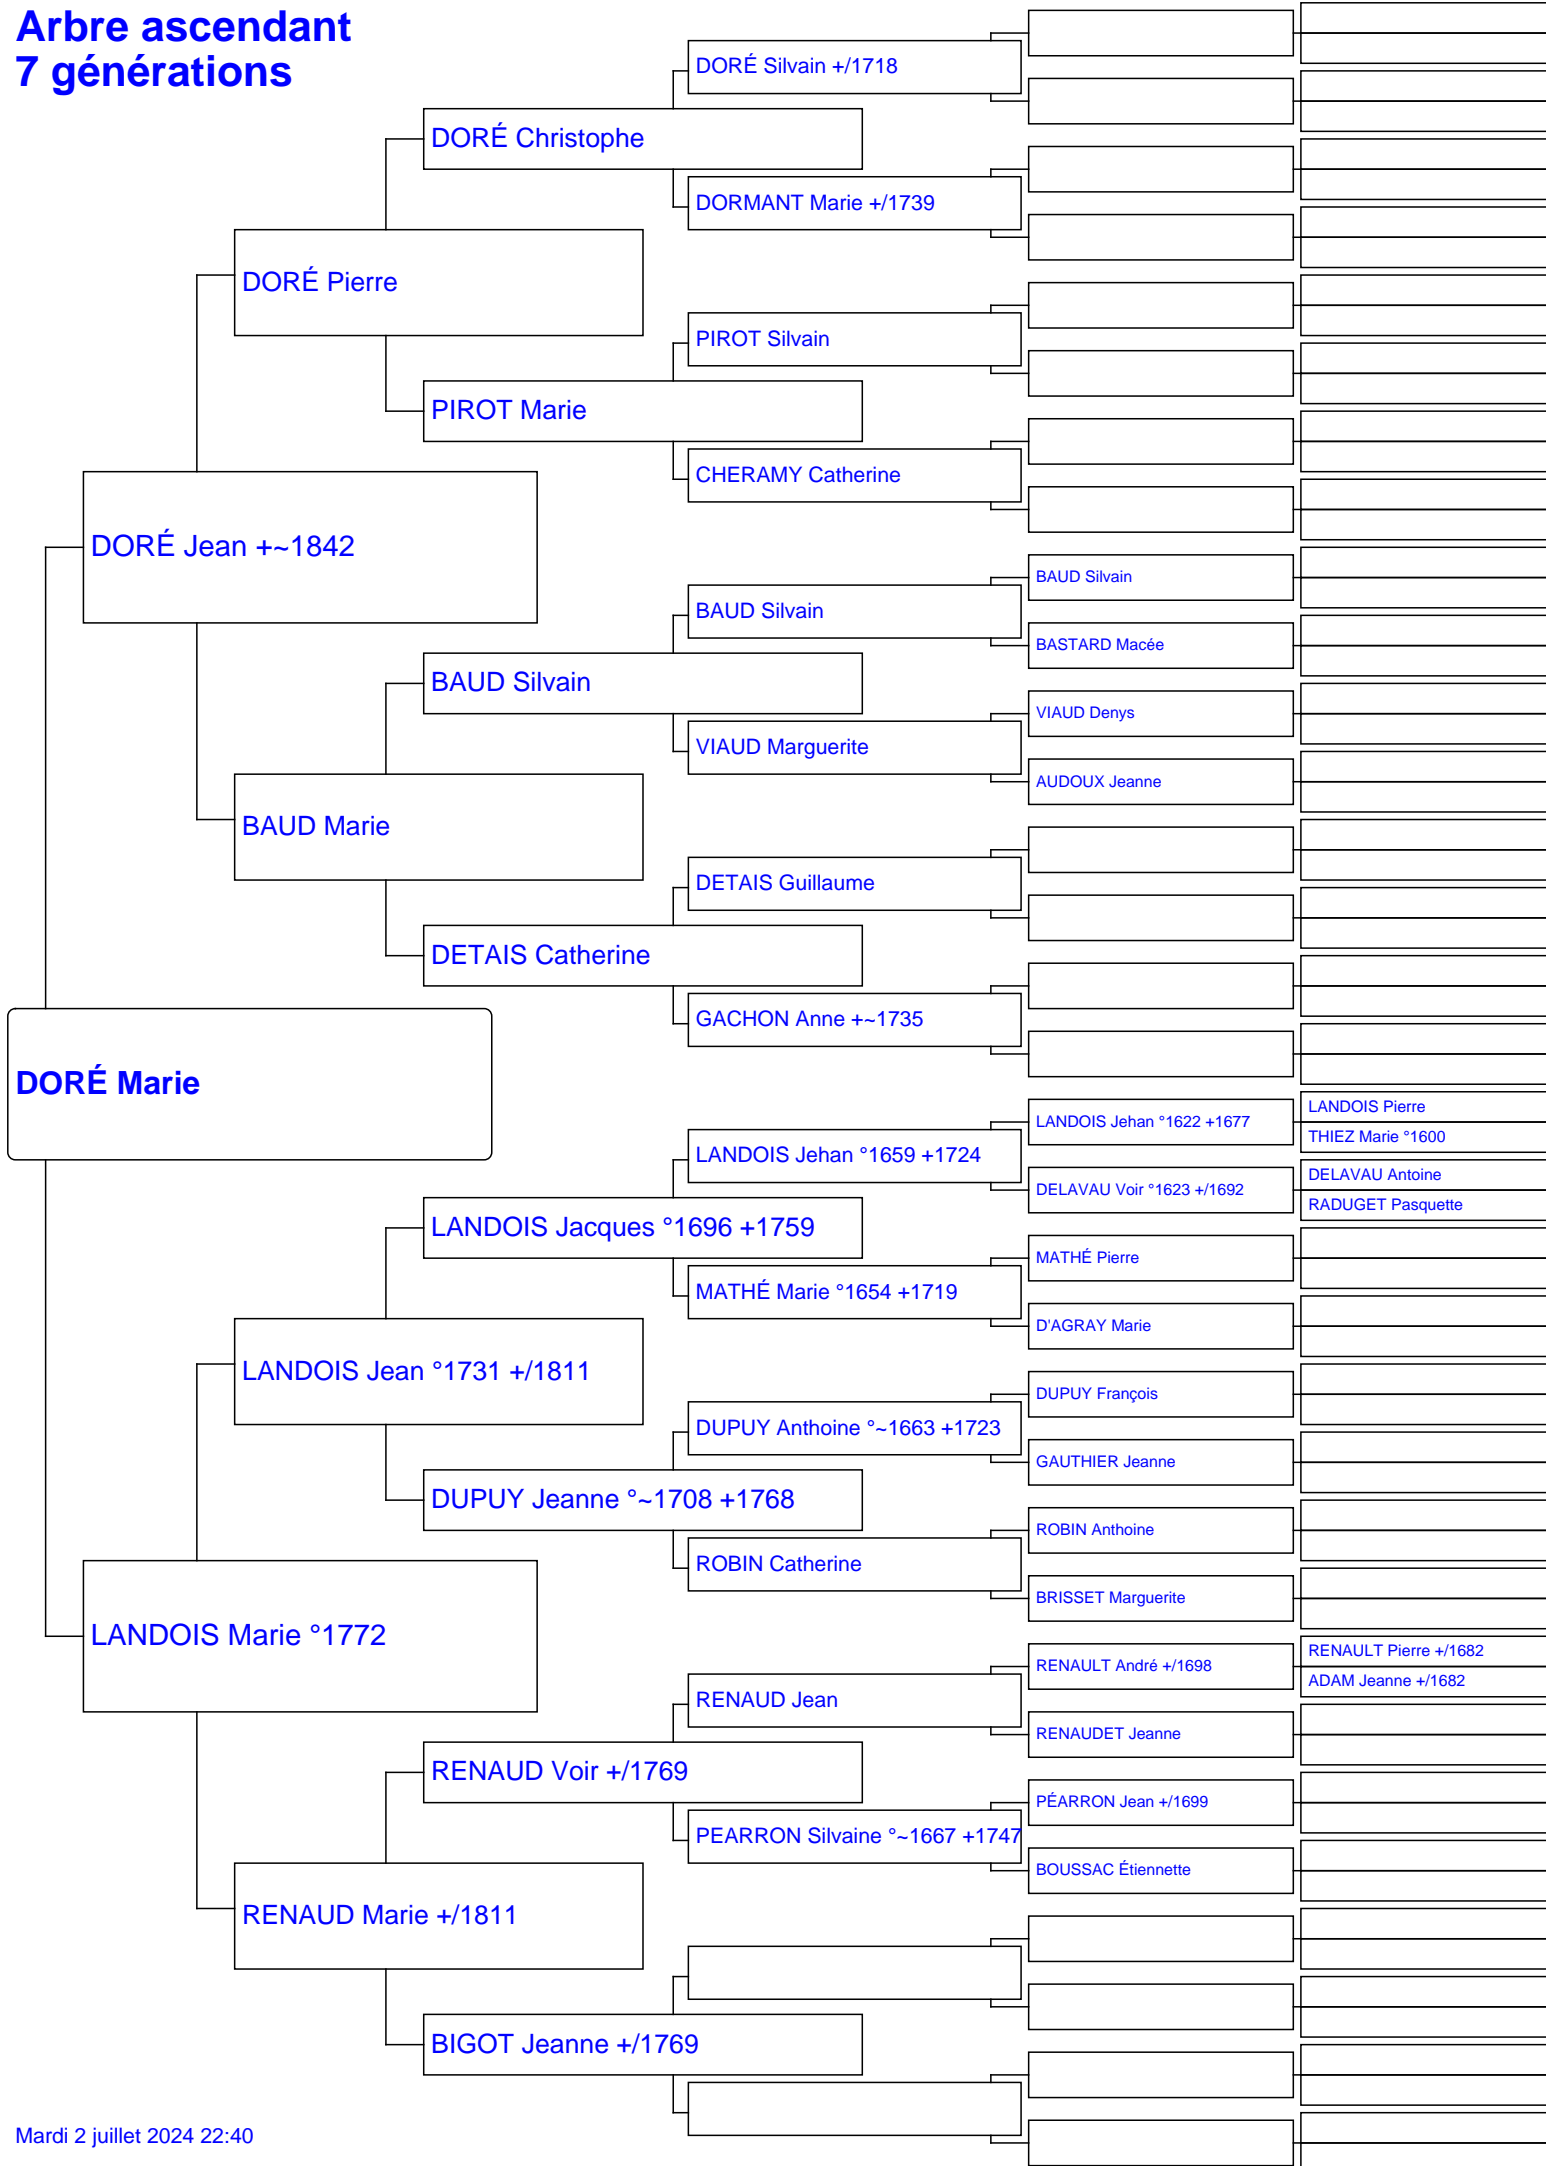 Arbre ascendant
7 générations
DORÉ Silvain +/1718
DORÉ Christophe
DORMANT Marie +/1739
DORÉ Pierre
PIROT Silvain
PIROT Marie
CHERAMY Catherine
DORÉ Jean +~1842
BAUD Silvain
BAUD Silvain
BASTARD Macée
BAUD Silvain
VIAUD Denys
VIAUD Marguerite
AUDOUX Jeanne
BAUD Marie
DETAIS Guillaume
DETAIS Catherine
GACHON Anne +~1735
DORÉ Marie
LANDOIS Pierre
LANDOIS Jehan °1622 +1677
THIEZ Marie °1600
LANDOIS Jehan °1659 +1724
DELAVAU Antoine
DELAVAU Voir °1623 +/1692
RADUGET Pasquette
LANDOIS Jacques °1696 +1759
MATHÉ Pierre
MATHÉ Marie °1654 +1719
D'AGRAY Marie
LANDOIS Jean °1731 +/1811
DUPUY François
DUPUY Anthoine °~1663 +1723
GAUTHIER Jeanne
DUPUY Jeanne °~1708 +1768
ROBIN Anthoine
ROBIN Catherine
BRISSET Marguerite
LANDOIS Marie °1772
RENAULT Pierre +/1682
RENAULT André +/1698
ADAM Jeanne +/1682
RENAUD Jean
RENAUDET Jeanne
RENAUD Voir +/1769
PÉARRON Jean +/1699
PEARRON Silvaine °~1667 +1747
BOUSSAC Étiennette
RENAUD Marie +/1811
BIGOT Jeanne +/1769
Mardi 2 juillet 2024 22:40